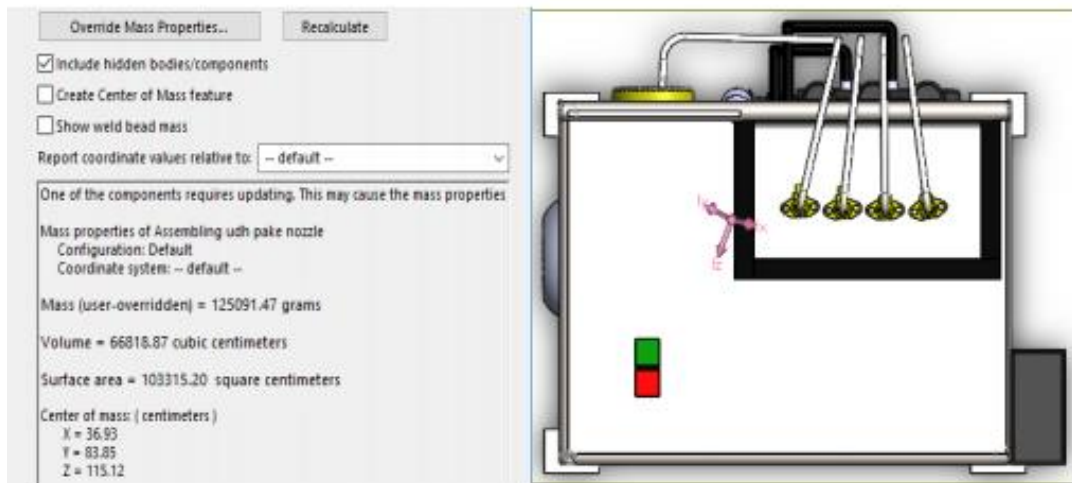 Override Mass Properties...
Recalculate
Include hidden bodies/components
Create Center of Mass feature
Show weld bead mass
Report coordinate values relative to: -- default --
One of the components requires updating. This may cause the mass properties
Mass properties of Assembling udh pake nozzle
Configuration: Default
Coordinate system: -- default --
Mass (user-overridden) = 125091.47 grams
Volume = 66818.87 cubic centimeters
Surface area = 103315.20 square centimeters
Center of mass: ( centimeters )
X = 36.93
Y = 83.85
Z = 115.12